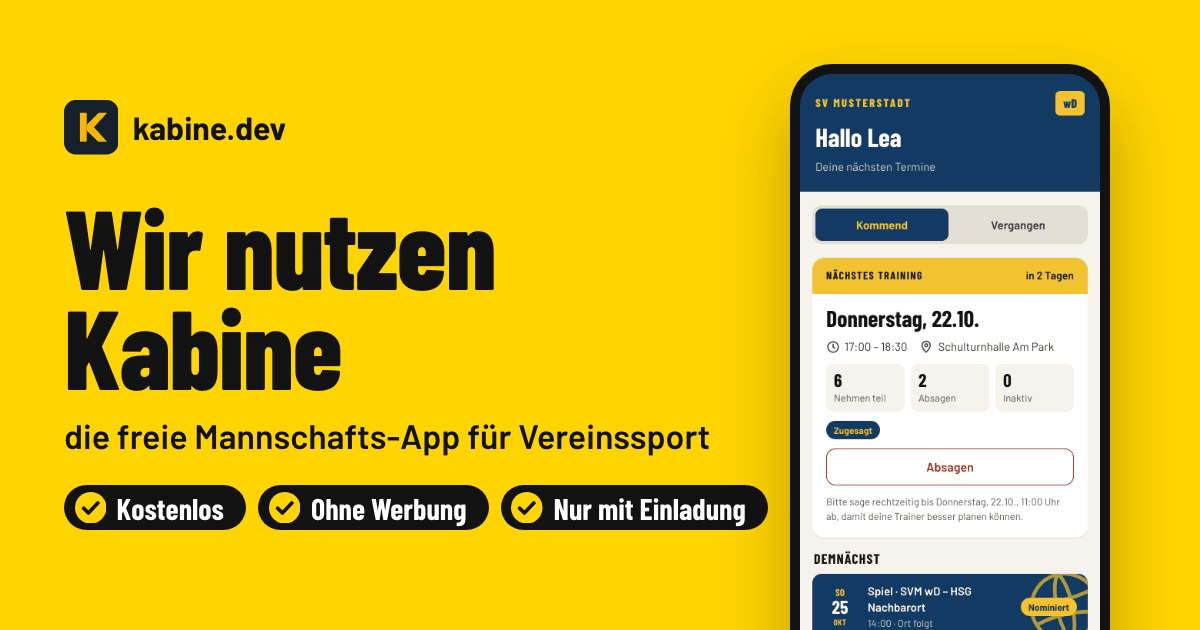 K
kabine.dev
Wir nutzen
Kabine
die freie Mannschafts-App für Vereinssport
Kostenlos
Ohne Werbung
Nur mit Einladung
SV MUSTERSTADT
wD
Hallo Lea
Deine nächsten Termine
Kommend
Vergangen
NÄCHSTES TRAINING
in 2 Tagen
Donnerstag, 22.10.
17:00 – 18:30
Schulturnhalle Am Park
6
Nehmen teil
2
Absagen
0
Inaktiv
Zugesagt
Absagen
Bitte sage rechtzeitig bis Donnerstag, 22.10., 11:00 Uhr
ab, damit deine Trainer besser planen können.
DEMNÄCHST
SO
25
OKT
Spiel · SVM wD – HSG
Nachbarort
14:00 · Ort folgt
Nominiert